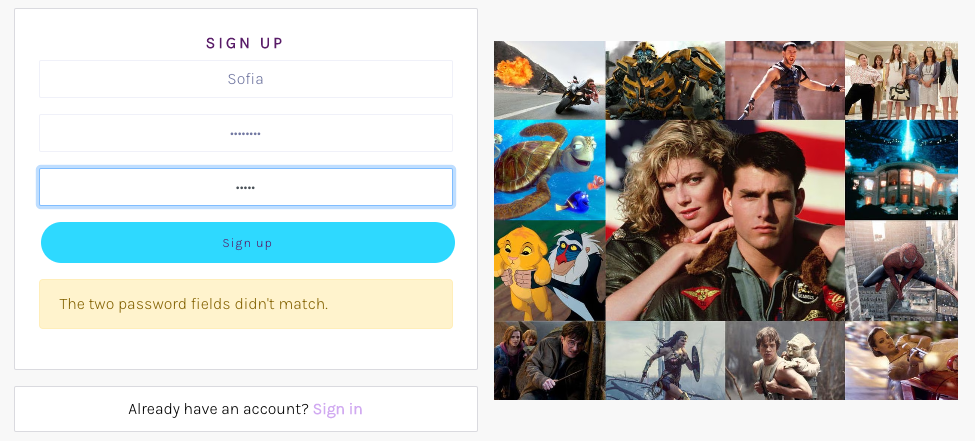 SIGN UP
Sofia
••••••••
•••••
Sign up
The two password fields didn't match.
Already have an account? Sign in